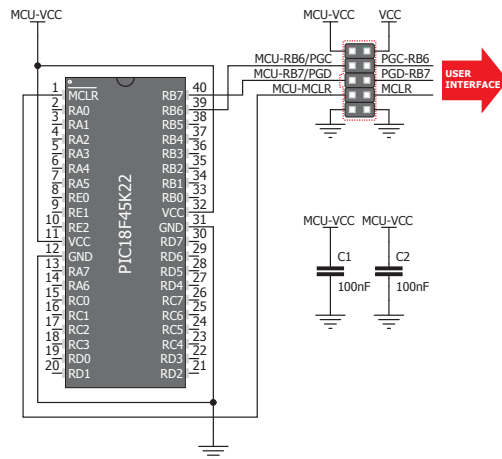 MCU-VCC
MCU-VCC VCC
MCU-RB6/PGC PGC-RB6
MCU-RB7/PGD PGD-RB7
MCU-MCLR MCLR
USER
INTERFACE
PIC18F45K22
1 MCLR RB7 40
2 RA0 RB6 39
3 RA1 RB5 38
4 RA2 RB4 37
5 RA3 RB3 36
6 RA4 RB2 35
7 RA5 RB1 34
8 RE0 RB0 33
9 RE1 VCC 32
10 RE2 GND 31
11 VCC RD7 30
12 GND RD6 29
13 RA7 RD5 28
14 RA6 RD4 27
15 RC0 RC7 26
16 RC1 RC6 25
17 RC2 RC5 24
18 RC3 RC4 23
19 RD0 RD3 22
20 RD1 RD2 21
MCU-VCC MCU-VCC
C1 C2
100nF 100nF